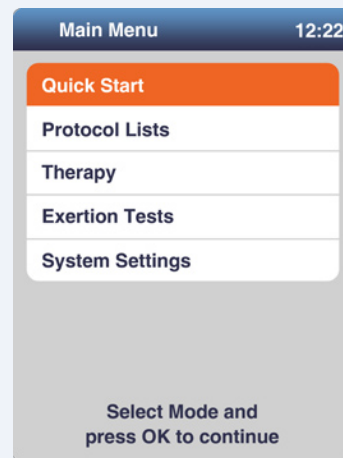 Main Menu 12:22
Quick Start
Protocol Lists
Therapy
Exertion Tests
System Settings
Select Mode and
press OK to continue